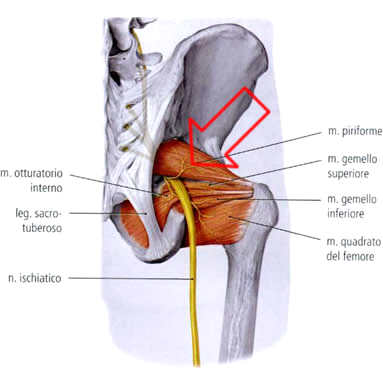 m. piriforme
m. gemello
superiore
m. otturatorio
interno
m. gemello
inferiore
leg. sacro-
tuberoso
m. quadrato
del femore
n. ischiatico